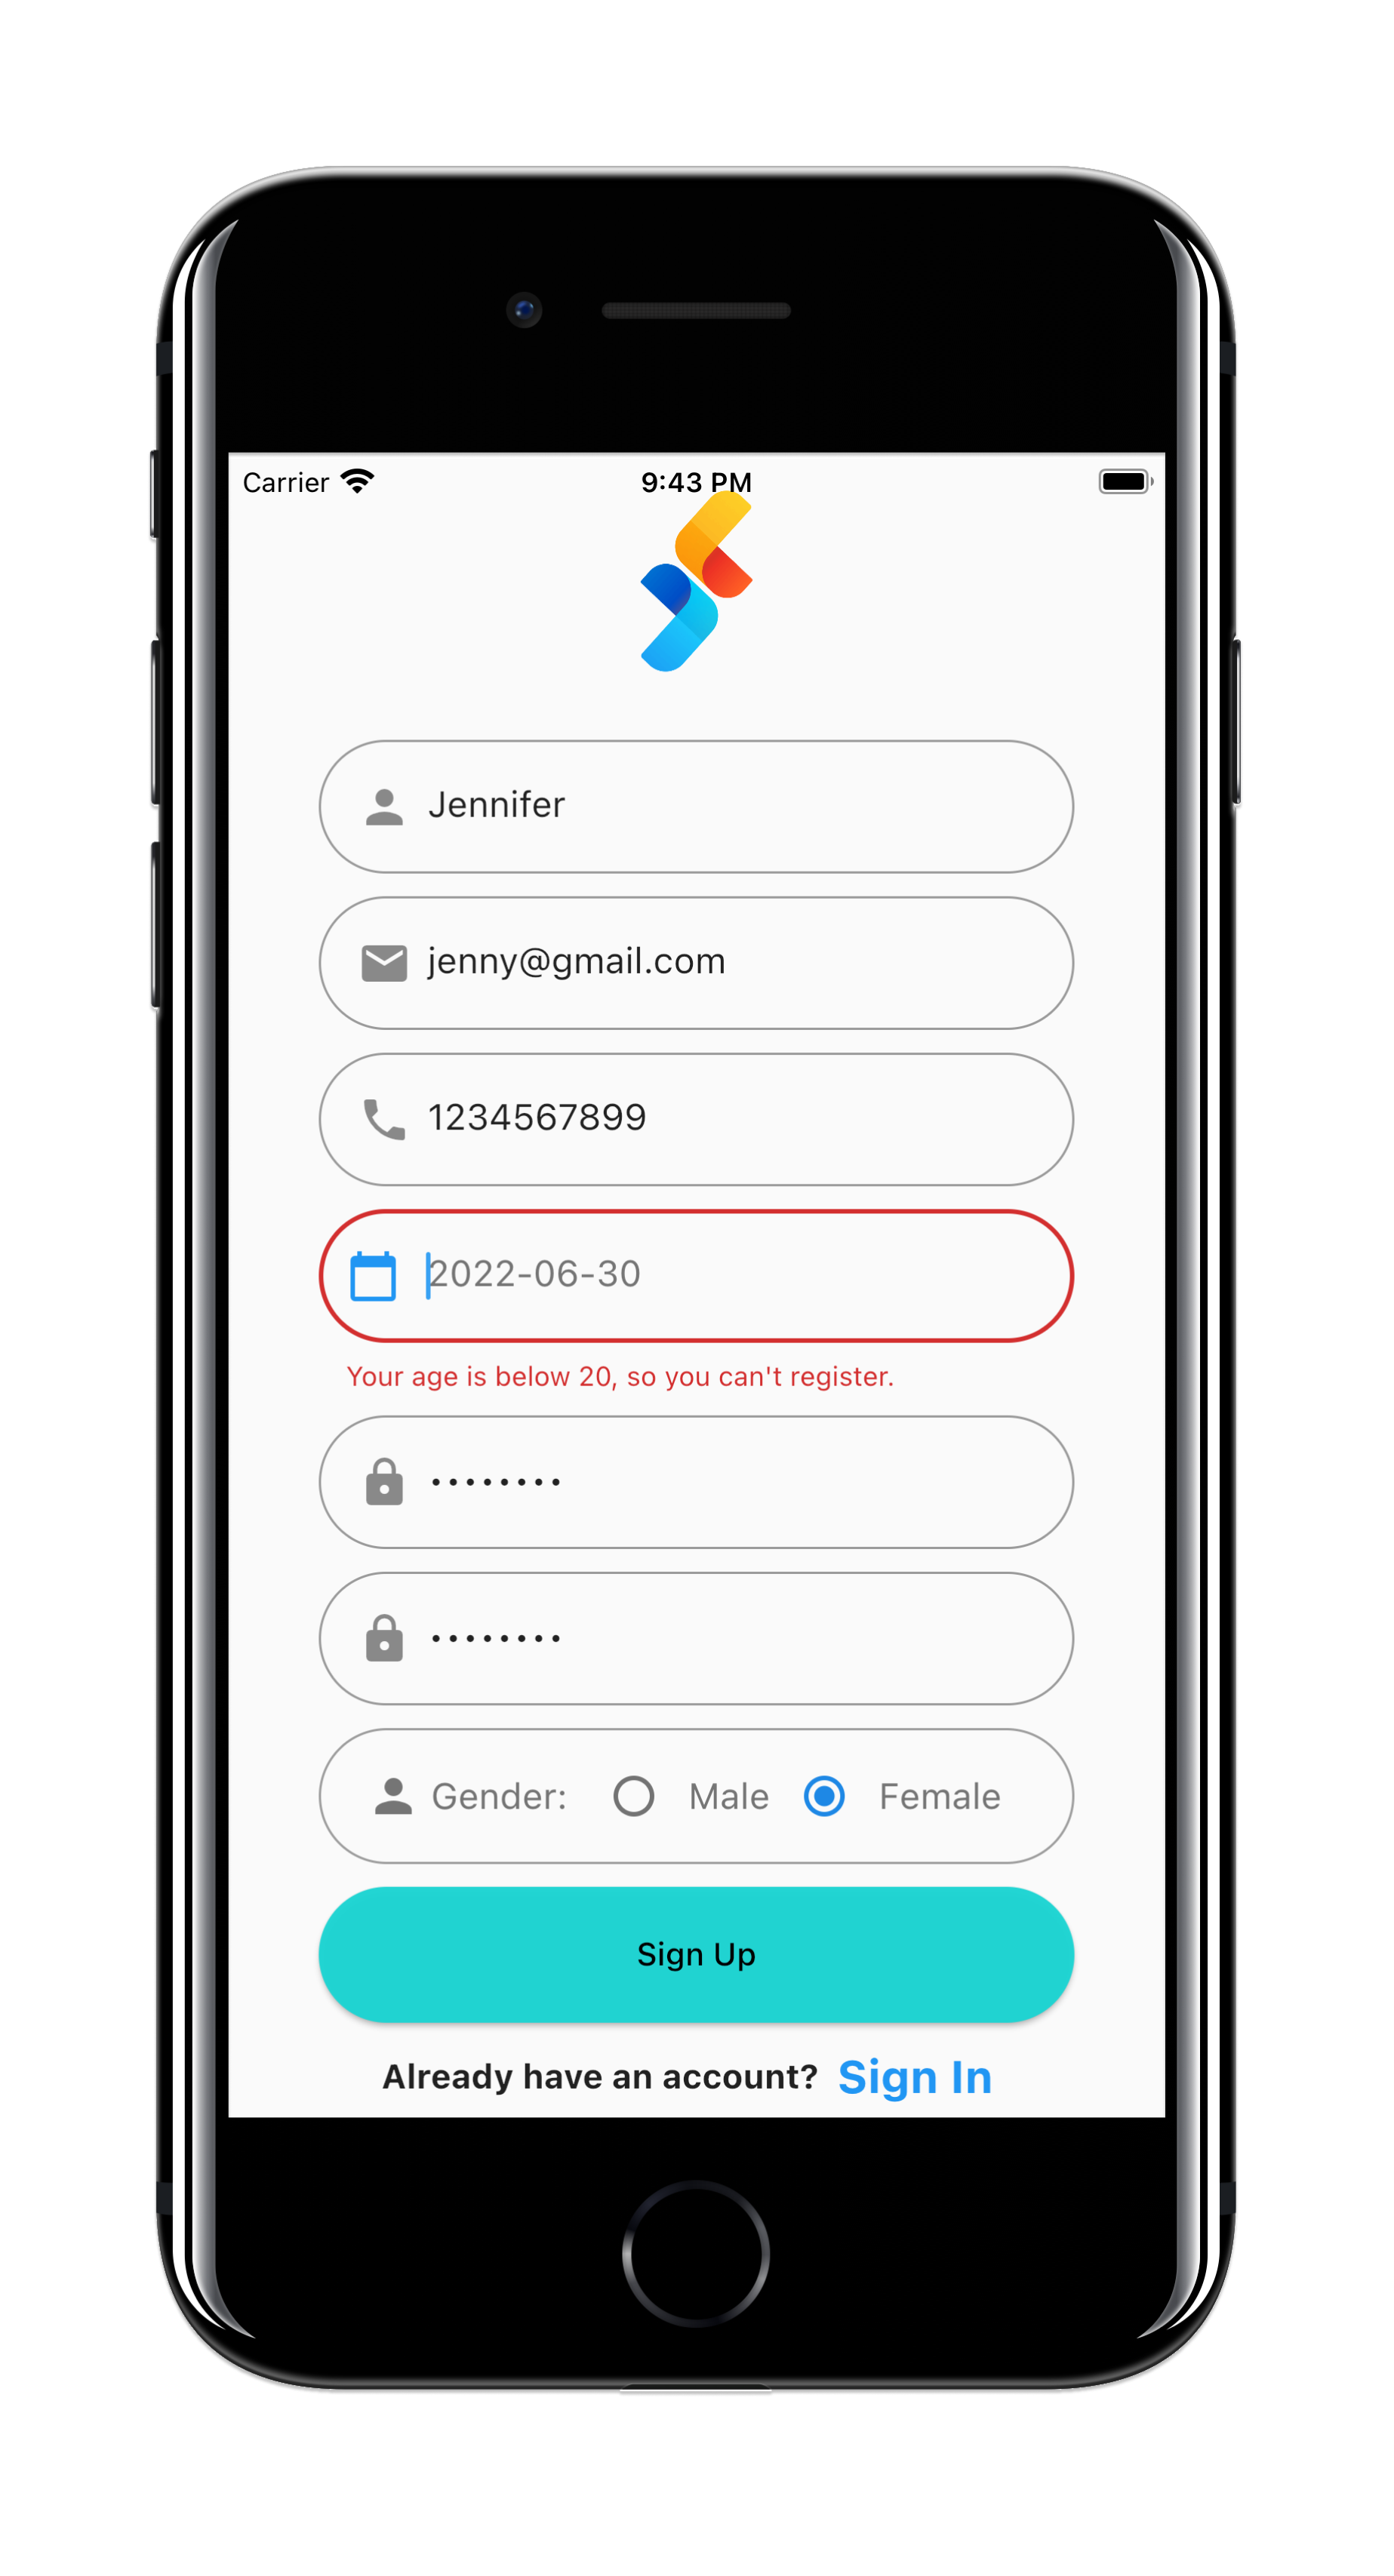 Carrier 9:43 PM
Jennifer
jenny@gmail.com
1234567899
2022-06-30
Your age is below 20, so you can't register.
••••••••
••••••••
Gender: Male Female
Sign Up
Already have an account? Sign In